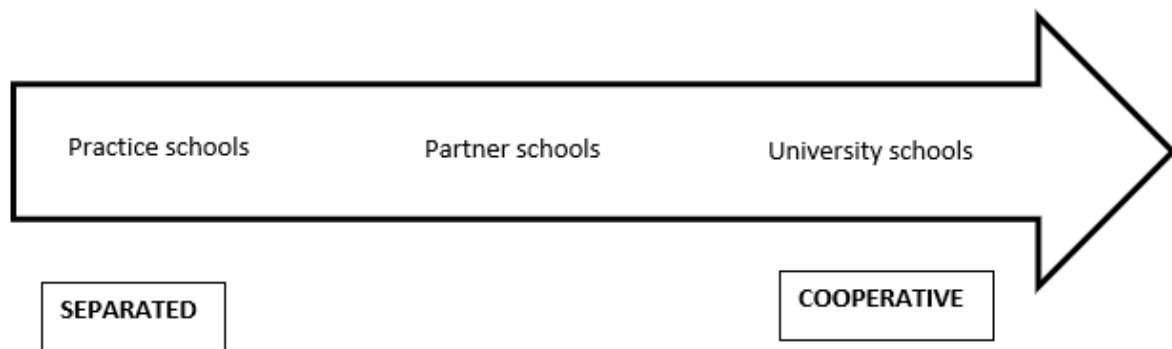 Practice schools Partner schools University schools
SEPARATED COOPERATIVE